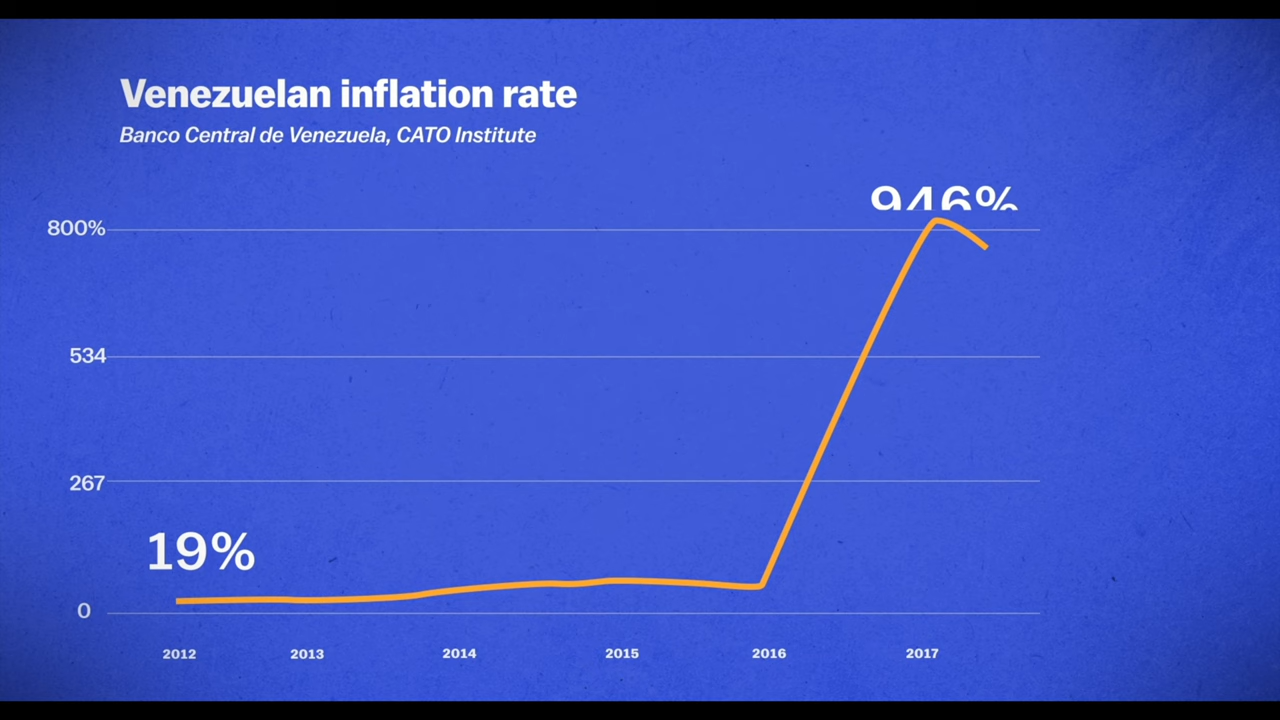 Venezuelan inflation rate
Banco Central de Venezuela, CATO Institute
946%
800%
534
267
19%
0
2012 2013 2014 2015 2016 2017